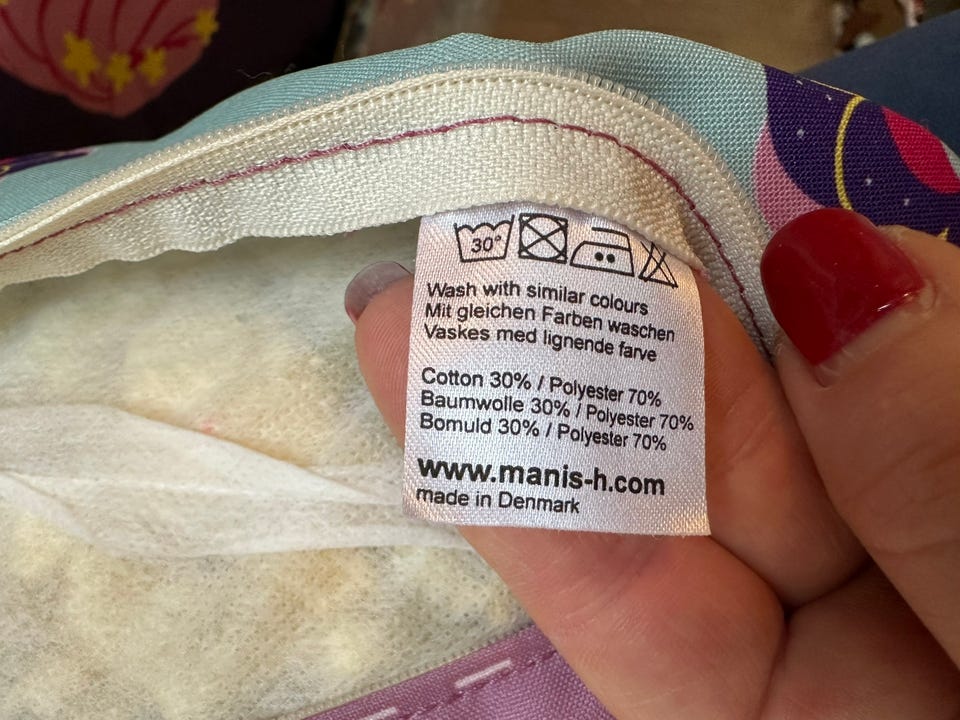 30°
Wash with similar colours
Mit gleichen Farben waschen
Vaskes med lignende farve
Cotton 30% / Polyester 70%
Baumwolle 30% / Polyester 70%
Bomuld 30% / Polyester 70%
www.manis-h.com
made in Denmark